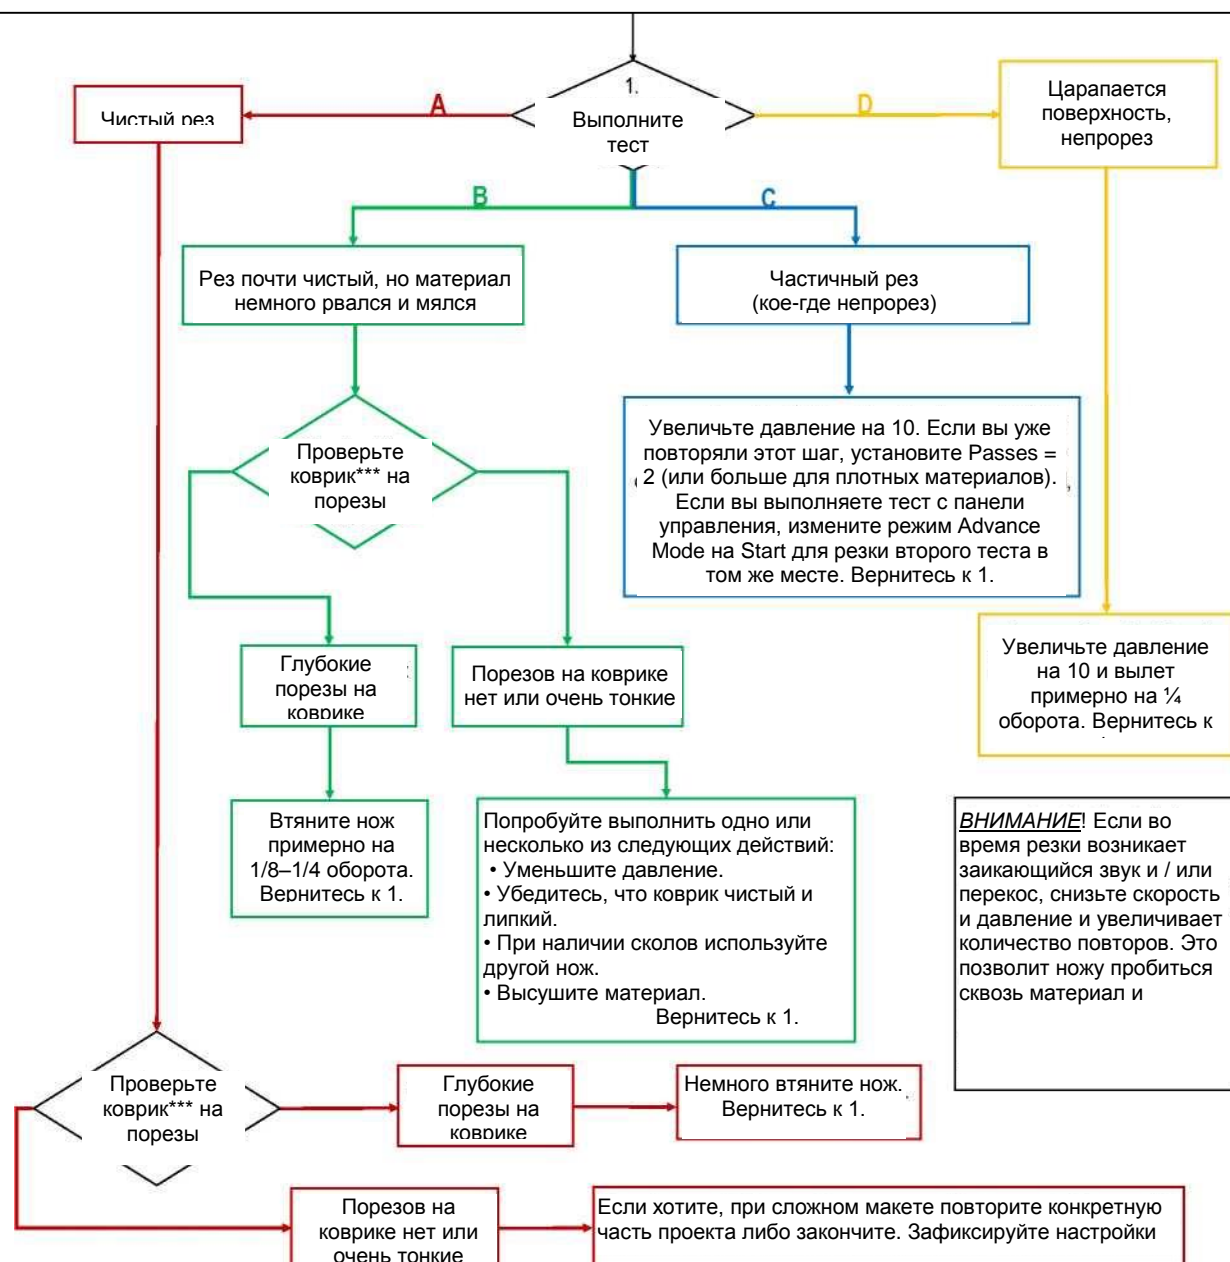 1.
Выполните
тест
A
Чистый рез
D
Царапается
поверхность,
непрорез
B
C
Рез почти чистый, но материал
немного рвался и мялся
Частичный рез
(кое-где непрорез)
Проверьте
коврик*** на
порезы
Увеличьте давление на 10. Если вы уже
повторяли этот шаг, установите Passes =
2 (или больше для плотных материалов).
Если вы выполняете тест с панели
управления, измените режим Advance
Mode на Start для резки второго теста в
том же месте. Вернитесь к 1.
Глубокие
порезы на
коврике
Порезов на коврике
нет или очень тонкие
Увеличьте давление
на 10 и вылет
примерно на ¼
оборота. Вернитесь к
Втяните нож
примерно на
1/8–1/4 оборота.
Вернитесь к 1.
Попробуйте выполнить одно или
несколько из следующих действий:
• Уменьшите давление.
• Убедитесь, что коврик чистый и
липкий.
• При наличии сколов используйте
другой нож.
• Высушите материал.
Вернитесь к 1.
ВНИМАНИЕ! Если во
время резки возникает
заикающийся звук и / или
перекос, снизьте скорость
и давление и увеличивает
количество повторов. Это
позволит ножу пробиться
сквозь материал и
Проверьте
коврик*** на
порезы
Глубокие
порезы на
коврике
Немного втяните нож.
Вернитесь к 1.
Порезов на
коврике нет или
очень тонкие
Если хотите, при сложном макете повторите конкретную
часть проекта либо закончите. Зафиксируйте настройки